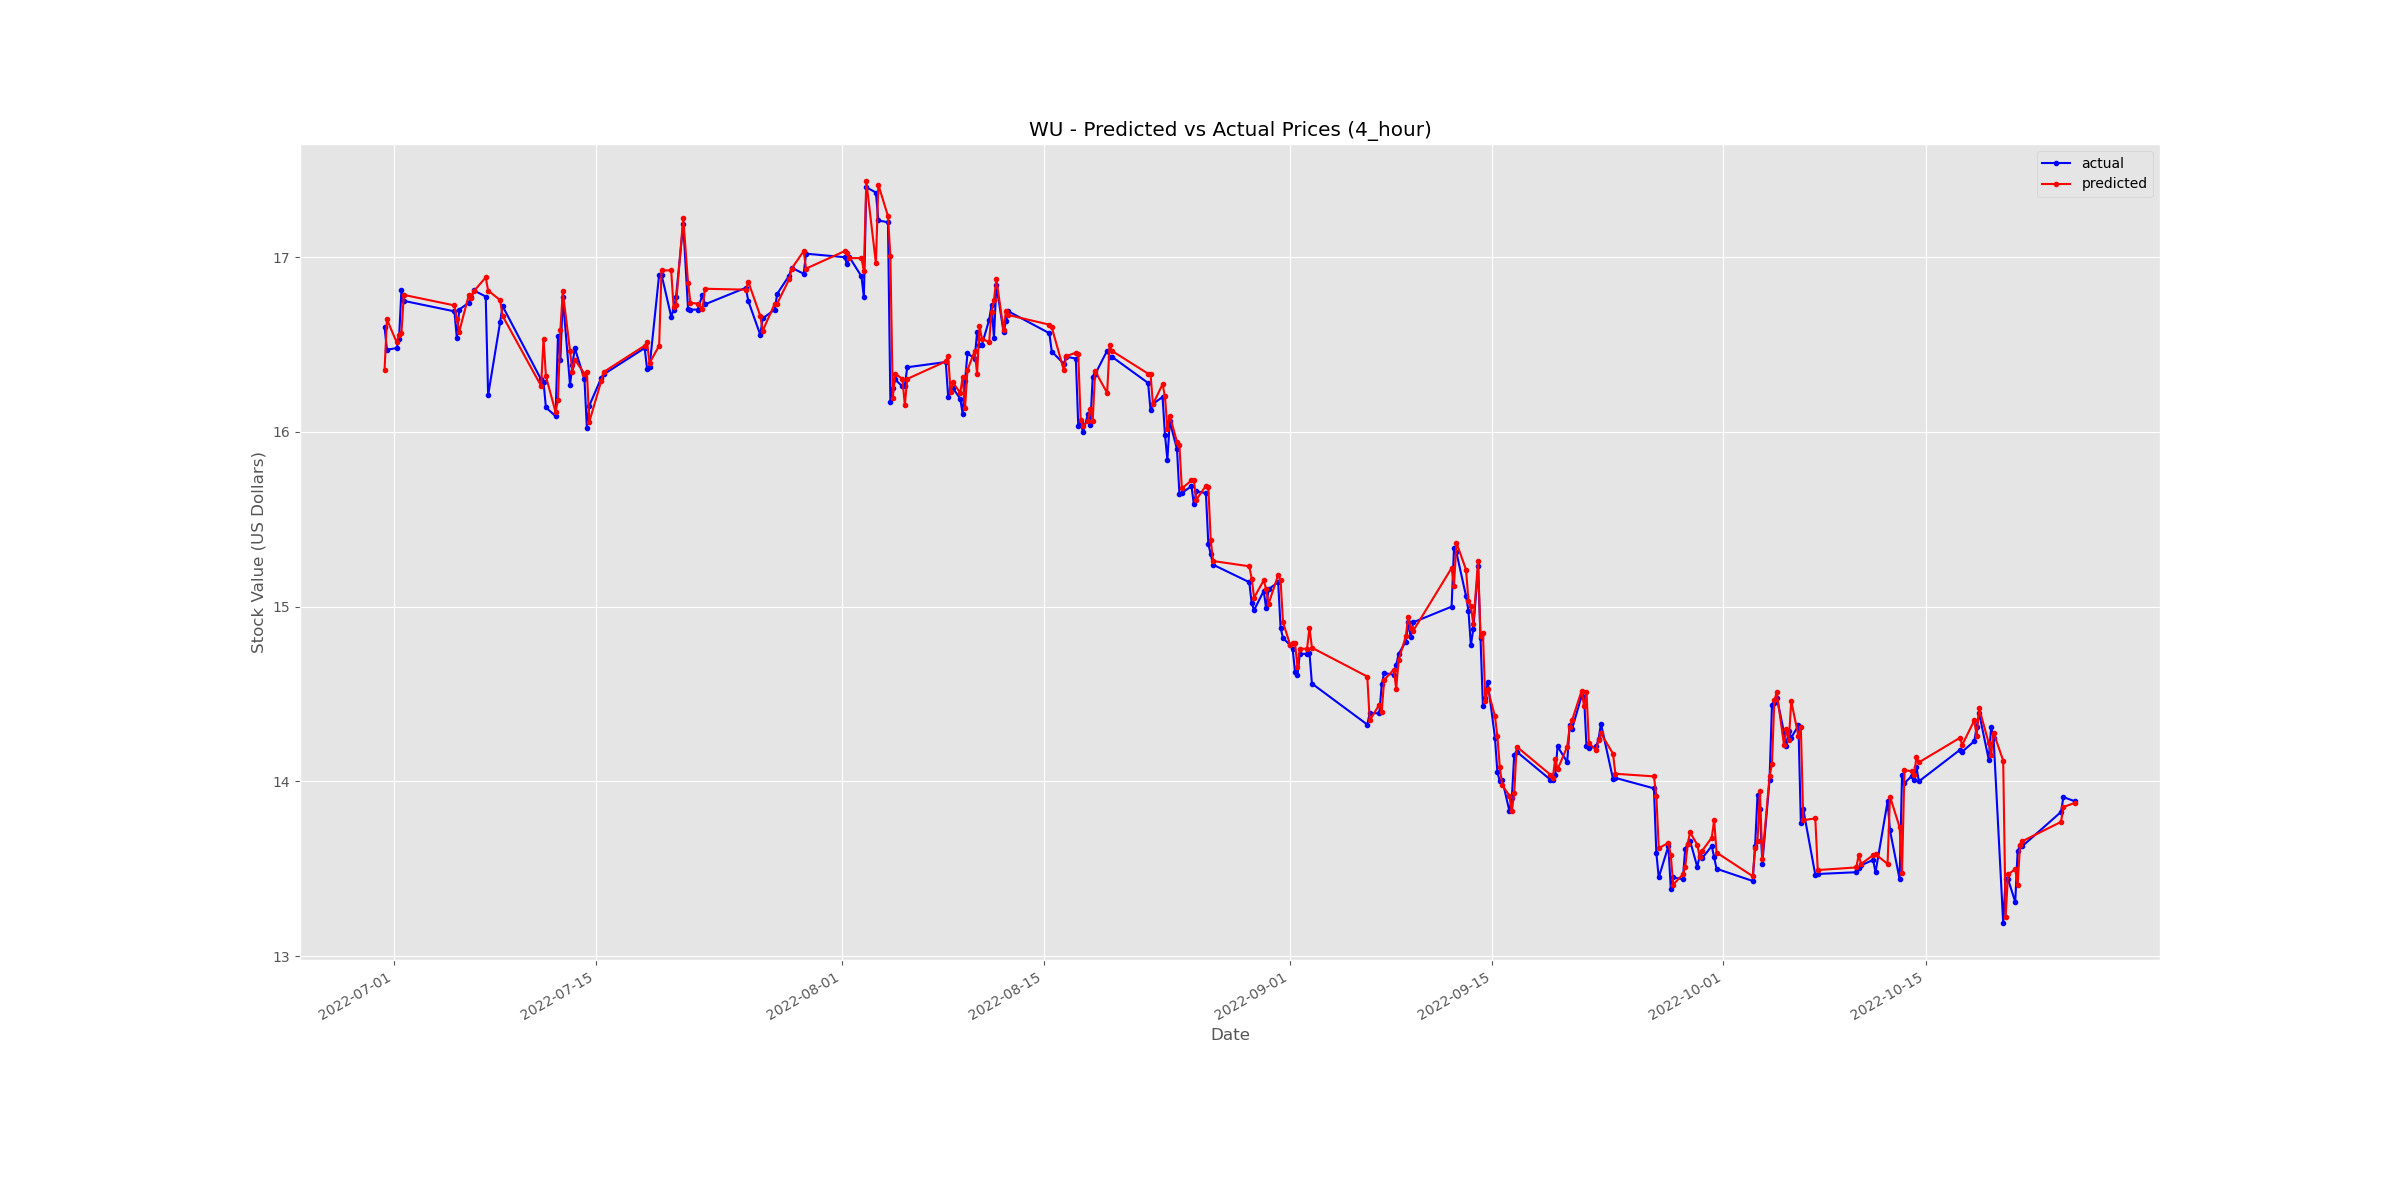 WU - Predicted vs Actual Prices (4_hour)
actual
predicted
Stock Value (US Dollars)
17
16
15
14
13
2022-07-01
2022-07-15
2022-08-01
2022-08-15
2022-09-01
2022-09-15
2022-10-01
2022-10-15
Date